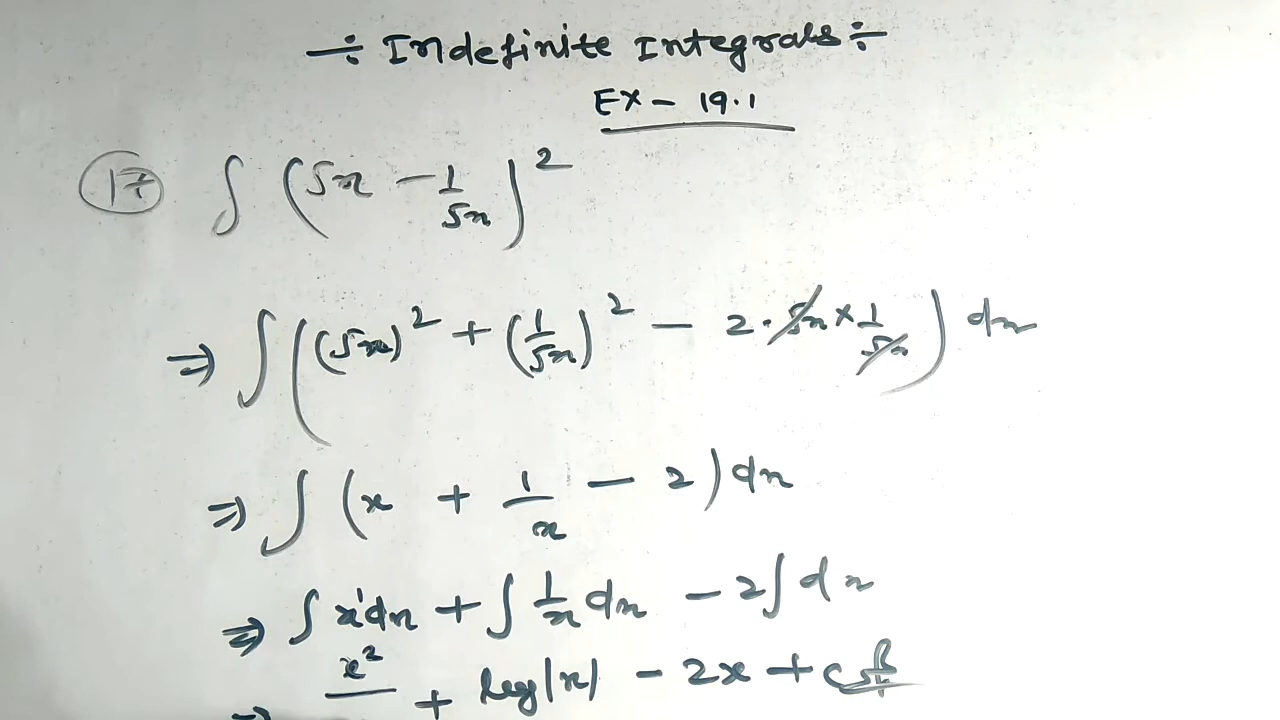 ÷ Indefinite Integrals ÷
EX – 19.1
(17) ∫ (√x − 1/√x)²
⇒ ∫ ((√x)² + (1/√x)² − 2·√x × 1/√x) dx
⇒ ∫ (x + 1/x − 2) dx
⇒ ∫ x¹dx + ∫ 1/x dx − 2∫ dx
⇒ x²/ + log|x| − 2x + c